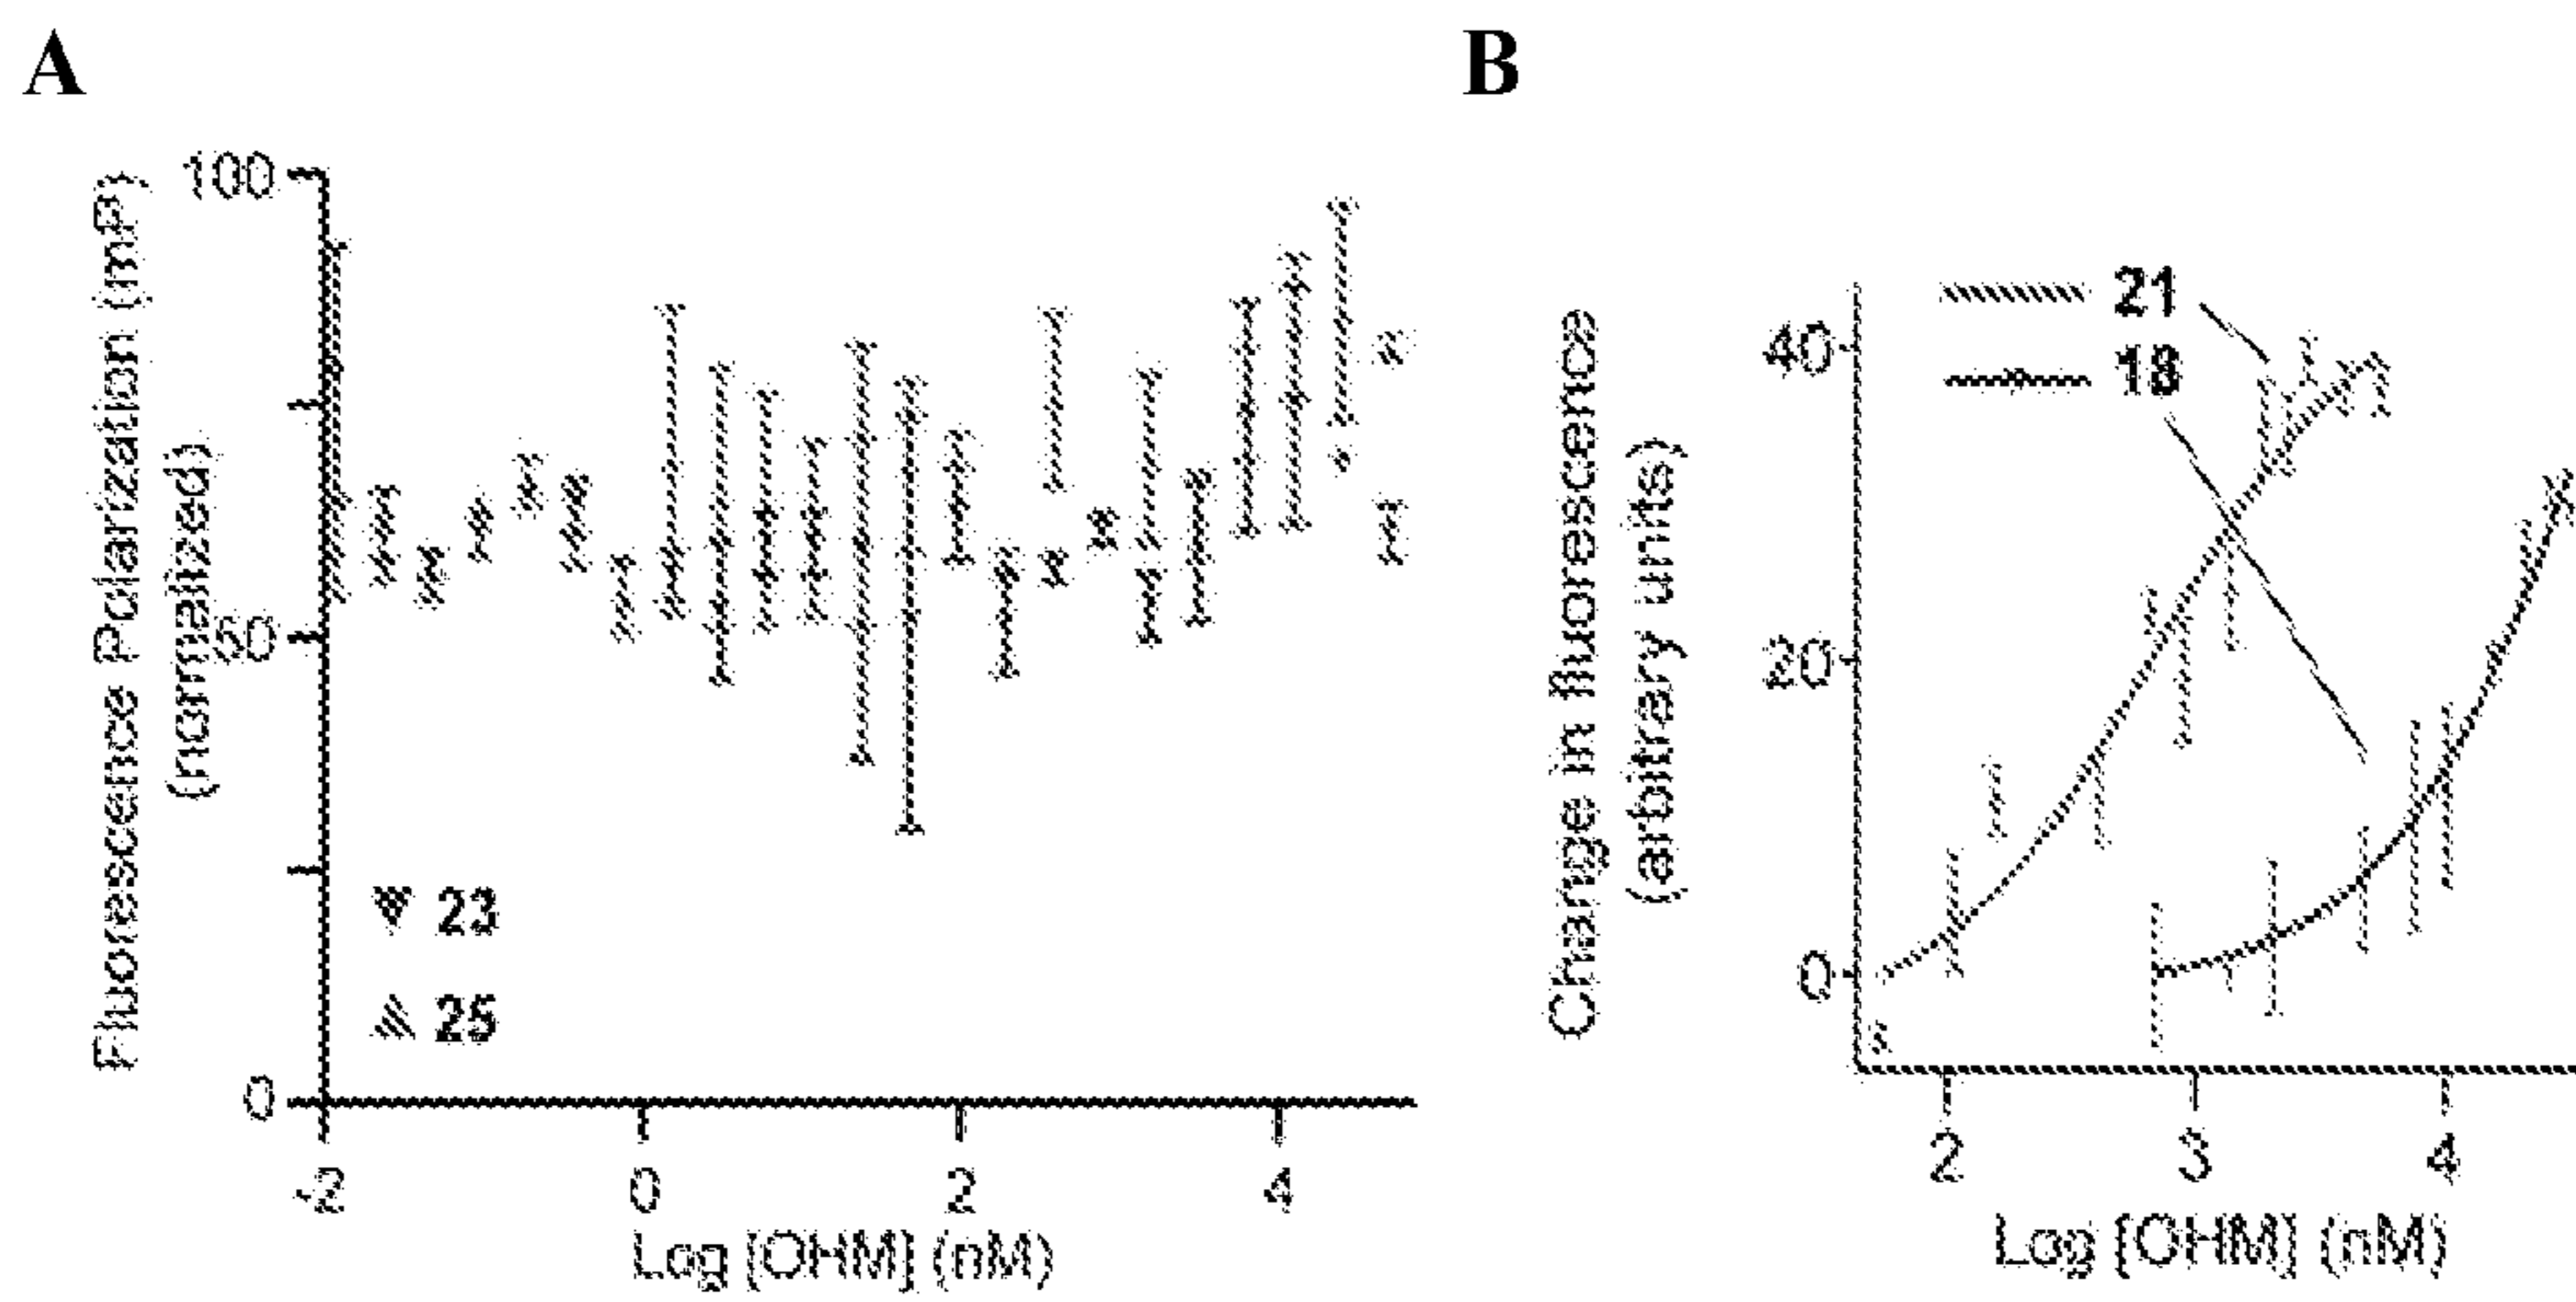 A
B
Fluorescence Polarization (mP)
(normalized)
100
50
0
23
25
-2
0
2
4
Log [OHM] (nM)
Change in fluorescence
(arbitrary units)
40
20
0
21
18
2
3
4
Log [OHM] (nM)